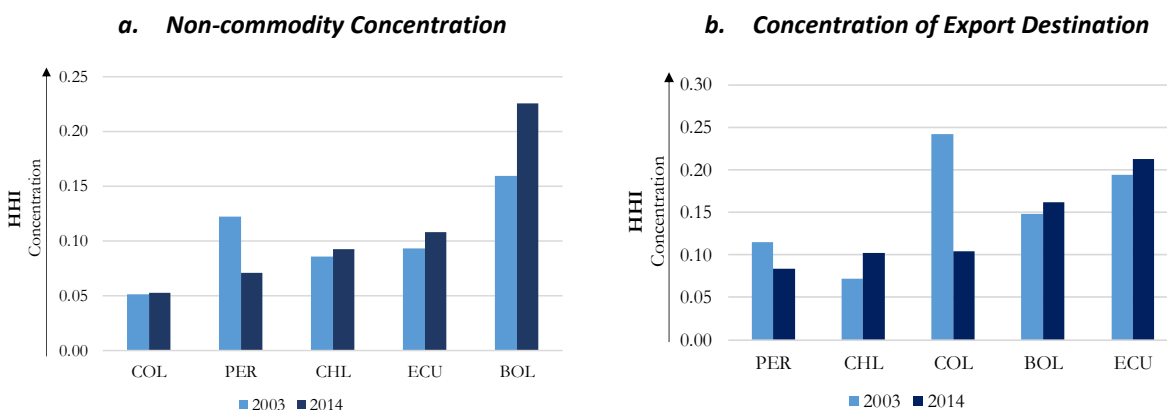 a. Non-commodity Concentration
HHI
Concentration
0.25
0.20
0.15
0.10
0.05
0.00
COL PER CHL ECU BOL
2003 2014
b. Concentration of Export Destination
HHI
Concentration
0.30
0.25
0.20
0.15
0.10
0.05
0.00
PER CHL COL BOL ECU
2003 2014